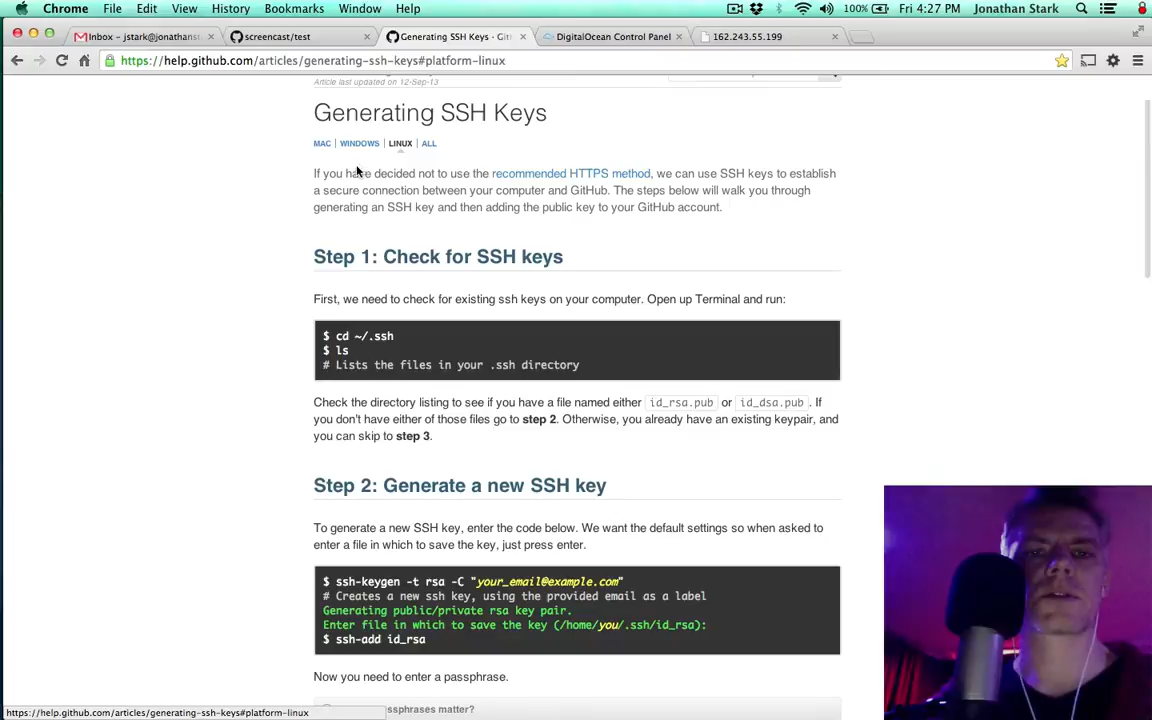 Chrome File Edit View History Bookmarks Window Help 100% Fri 4:27 PM Jonathan Stark
Inbox – jstark@jonathanst screencast/test Generating SSH Keys · Gith DigitalOcean Control Panel 162.243.55.199
https://help.github.com/articles/generating-ssh-keys#platform-linux
Article last updated on 12-Sep-13
Generating SSH Keys
MAC | WINDOWS | LINUX | ALL
If you have decided not to use the recommended HTTPS method, we can use SSH keys to establish
a secure connection between your computer and GitHub. The steps below will walk you through
generating an SSH key and then adding the public key to your GitHub account.
Step 1: Check for SSH keys
First, we need to check for existing ssh keys on your computer. Open up Terminal and run:
$ cd ~/.ssh
$ ls
# Lists the files in your .ssh directory
Check the directory listing to see if you have a file named either id_rsa.pub or id_dsa.pub. If
you don't have either of those files go to step 2. Otherwise, you already have an existing keypair, and
you can skip to step 3.
Step 2: Generate a new SSH key
To generate a new SSH key, enter the code below. We want the default settings so when asked to
enter a file in which to save the key, just press enter.
$ ssh-keygen -t rsa -C "your_email@example.com"
# Creates a new ssh key, using the provided email as a label
Generating public/private rsa key pair.
Enter file in which to save the key (/home/you/.ssh/id_rsa):
$ ssh-add id_rsa
Now you need to enter a passphrase.
ssphrases matter?
https://help.github.com/articles/generating-ssh-keys#platform-linux